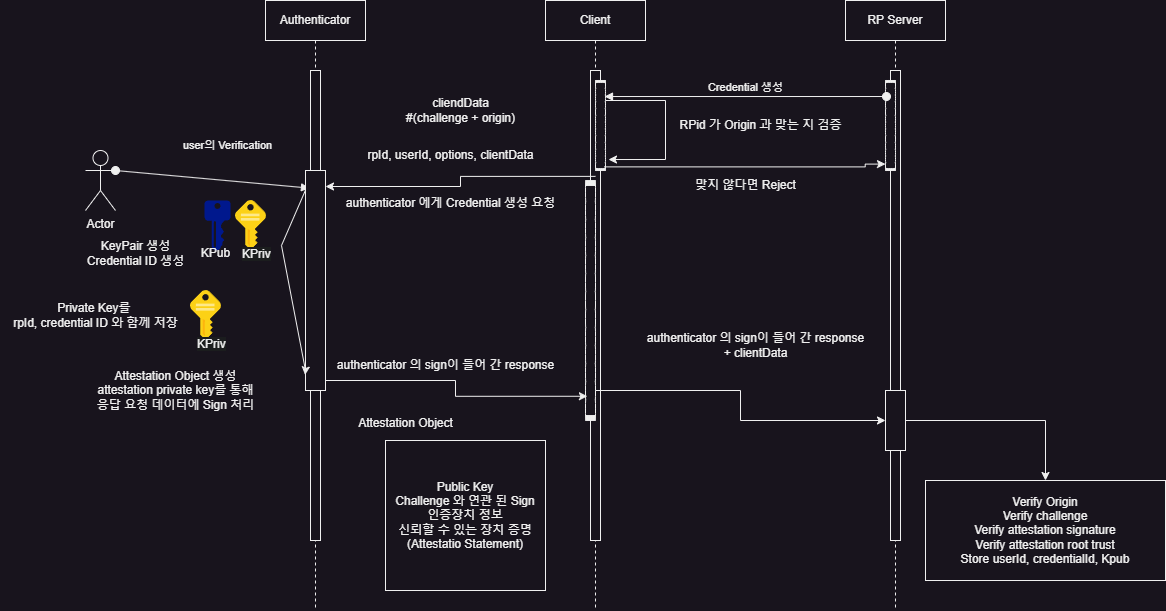 Authenticator
Client
RP Server
Credential 생성
cliendData
#(challenge + origin)
RPid 가 Origin 과 맞는 지 검증
user의 Verification
rpId, userId, options, clientData
맞지 않다면 Reject
authenticator 에게 Credential 생성 요청
Actor
KeyPair 생성
Credential ID 생성
KPub
KPriv
Private Key를
rpId, credential ID 와 함께 저장
KPriv
authenticator 의 sign이 들어 간 response
+ clientData
authenticator 의 sign이 들어 간 response
Attestation Object 생성
attestation private key를 통해
응답 요청 데이터에 Sign 처리
Attestation Object
Public Key
Challenge 와 연관 된 Sign
인증장치 정보
신뢰할 수 있는 장치 증명
(Attestatio Statement)
Verify Origin
Verify challenge
Verify attestation signature
Verify attestation root trust
Store userId, credentialId, Kpub